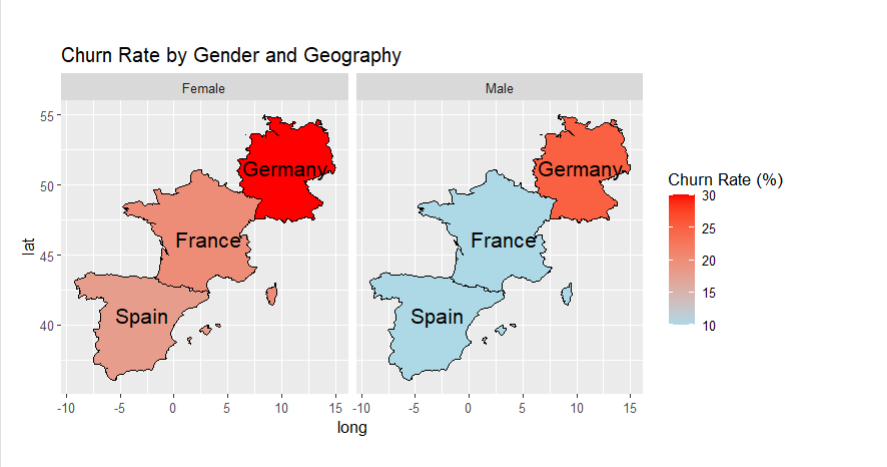 Churn Rate by Gender and Geography
Female
Male
55
50
45
40
lat
Germany
France
Spain
Germany
France
Spain
-10 -5 0 5 10 15
-10 -5 0 5 10 15
long
Churn Rate (%)
30
25
20
15
10